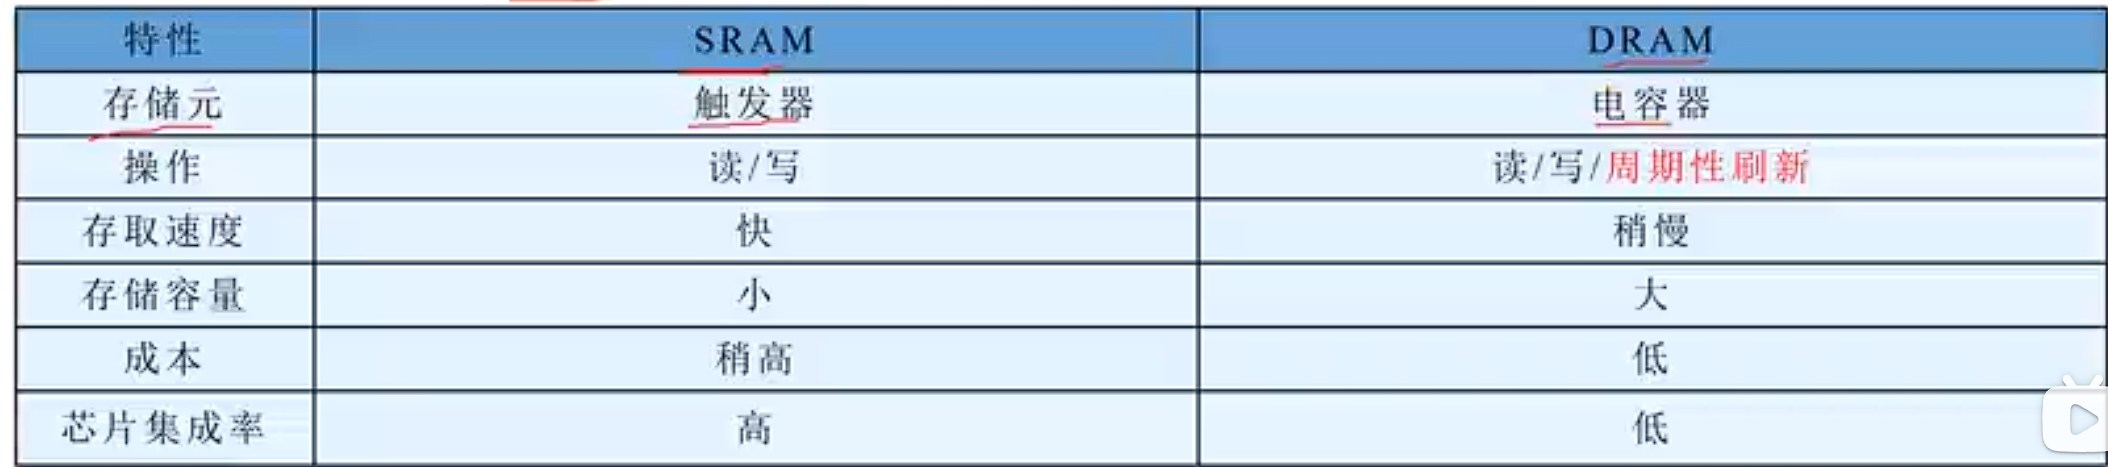 特性 SRAM DRAM
存储元 触发器 电容器
操作 读/写 读/写/周期性刷新
存取速度 快 稍慢
存储容量 小 大
成本 稍高 低
芯片集成率 高 低